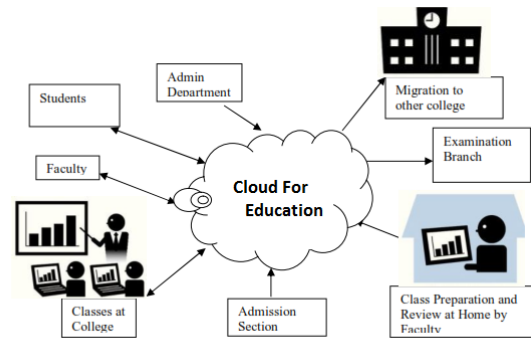 Admin
Department
Students
Migration to
other college
Examination
Branch
Faculty
Cloud For
Education
Classes at
College
Admission
Section
Class Preparation and
Review at Home by
Faculty